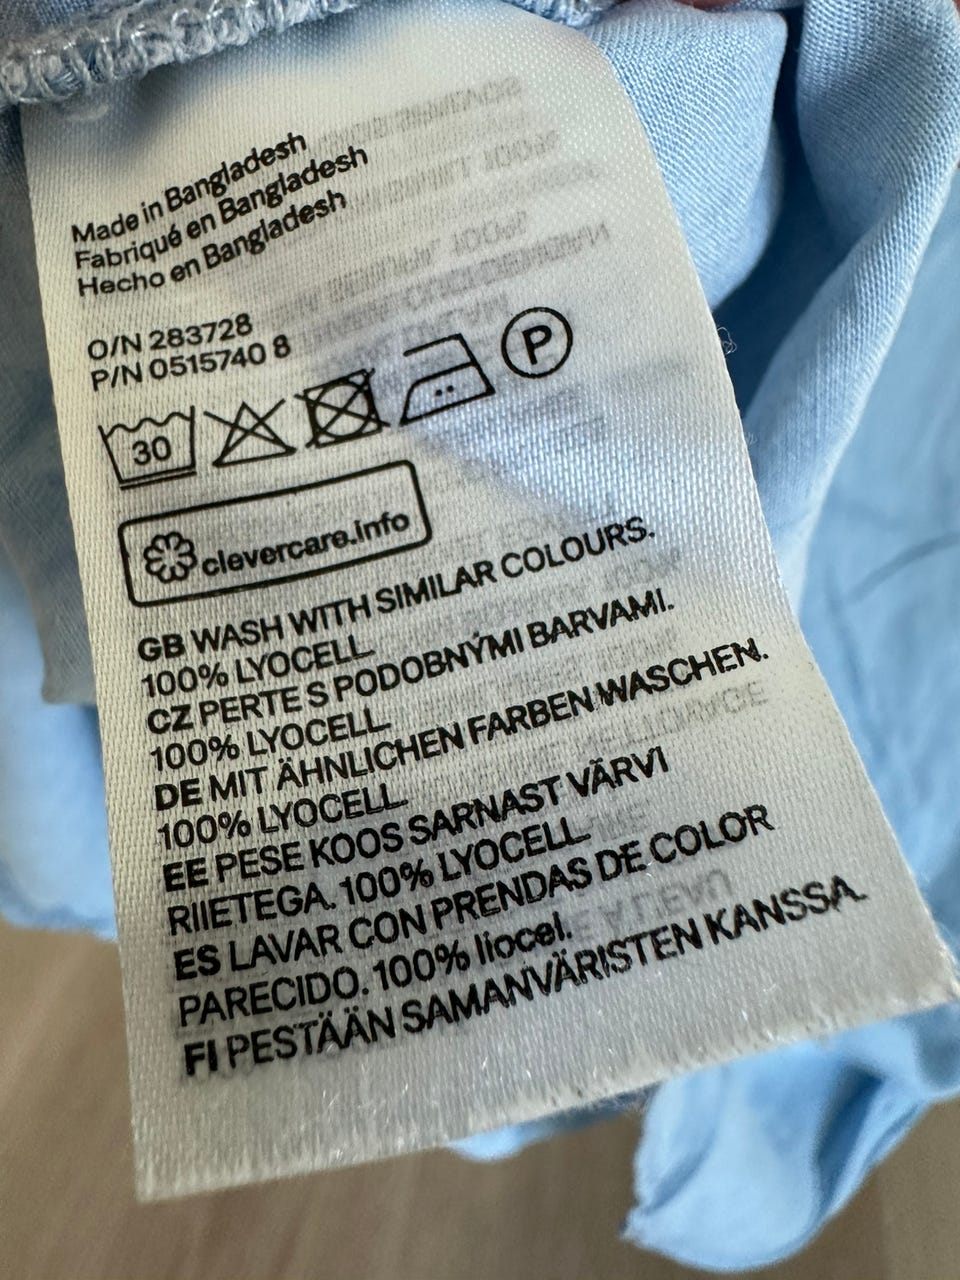 Made in Bangladesh
Fabriqué en Bangladesh
Hecho en Bangladesh
O/N 283728
P/N 0515740 8
30
P
clevercare.info
GB WASH WITH SIMILAR COLOURS.
100% LYOCELL
CZ PERTE S PODOBNÝMI BARVAMI.
100% LYOCELL
DE MIT ÄHNLICHEN FARBEN WASCHEN.
100% LYOCELL
EE PESE KOOS SARNAST VÄRVI
RIIETEGA. 100% LYOCELL
ES LAVAR CON PRENDAS DE COLOR
PARECIDO. 100% liocel.
FI PESTÄÄN SAMANVÄRISTEN KANSSA.